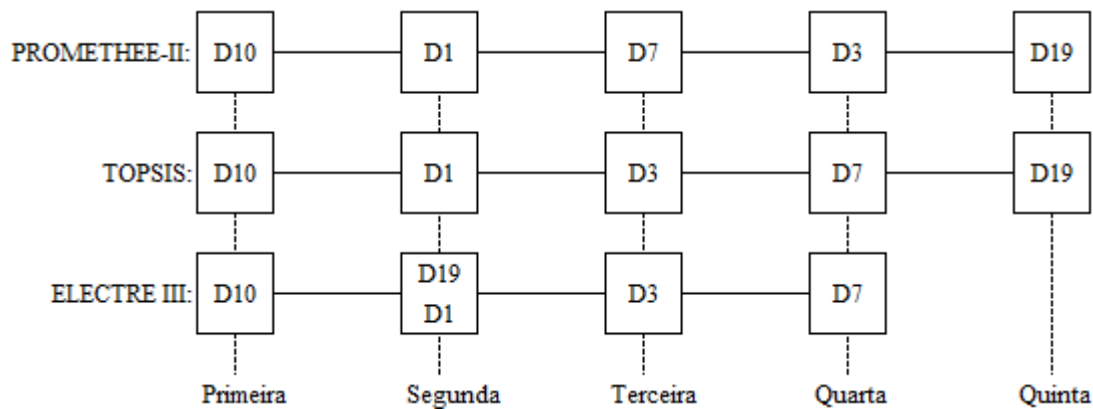 PROMETHEE-II: D10 D1 D7 D3 D19
TOPSIS: D10 D1 D3 D7 D19
D19
ELECTRE III: D10 D3 D7
D1
Primeira Segunda Terceira Quarta Quinta